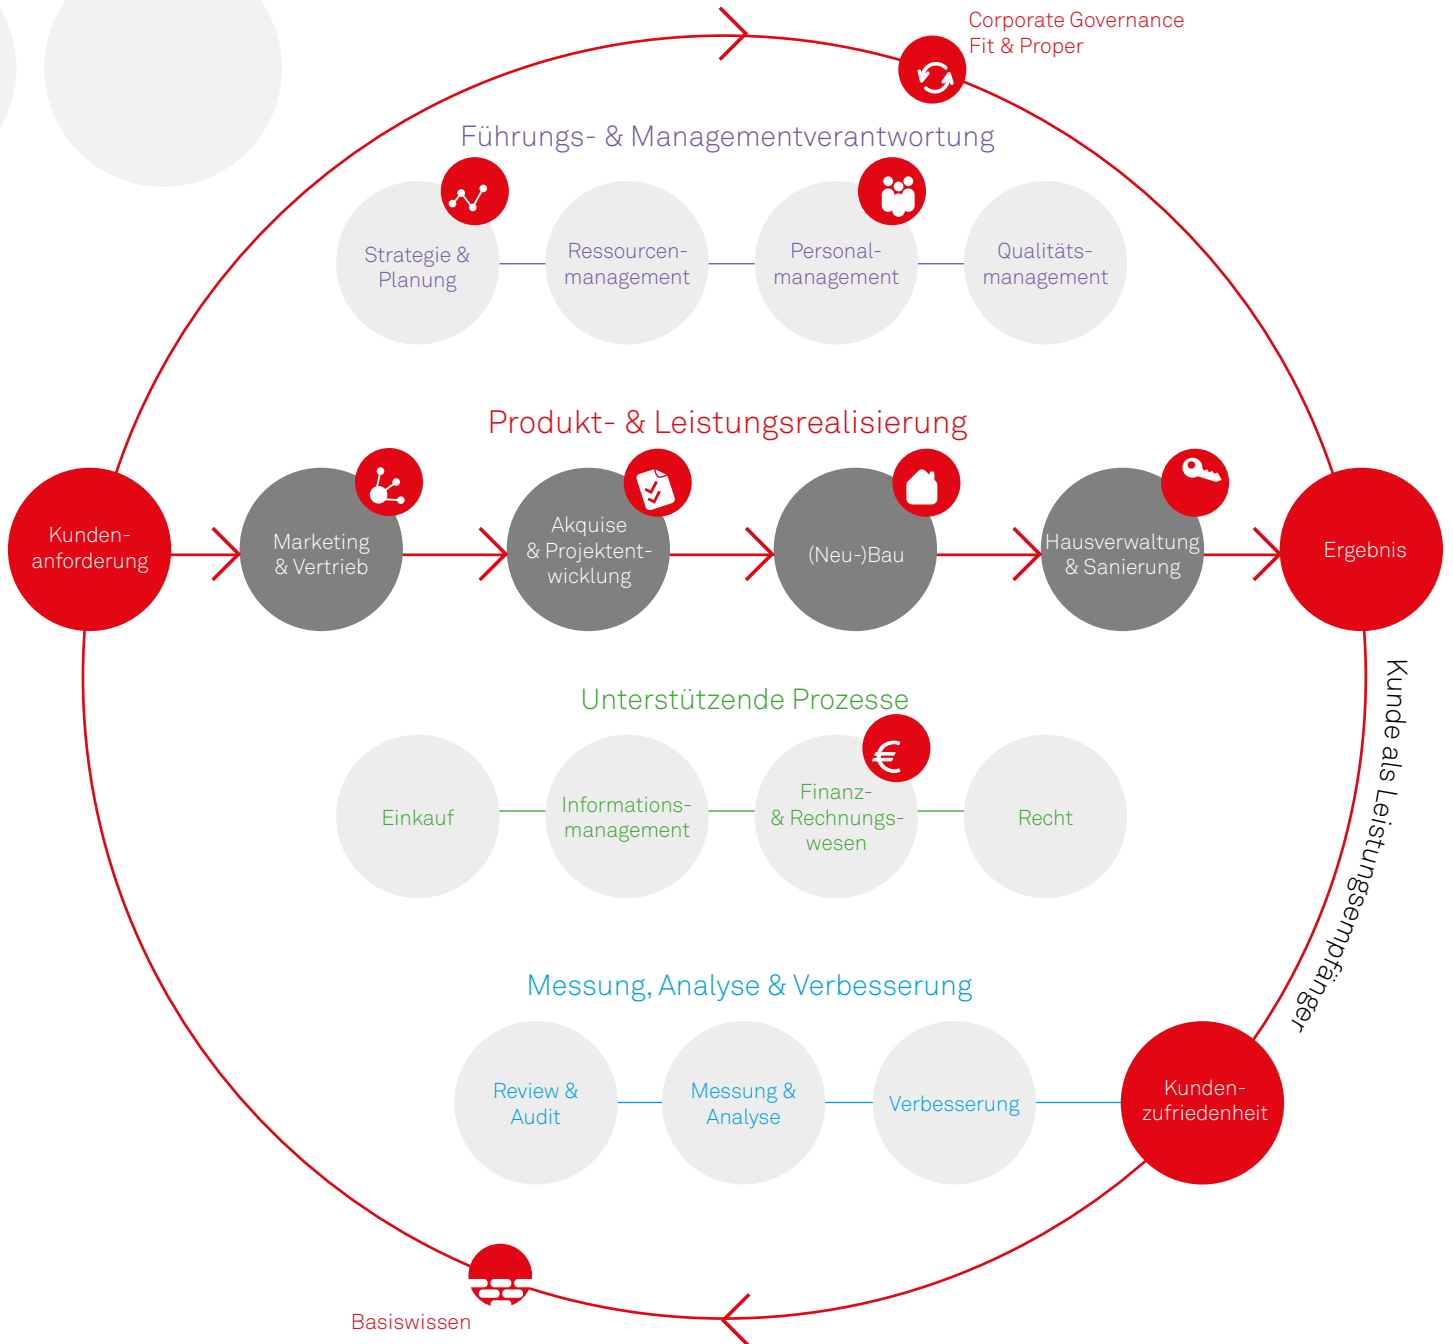 Corporate Governance
Fit & Proper
Führungs- & Managementverantwortung
Strategie &
Planung
Ressourcen-
management
Personal-
management
Qualitäts-
management
Produkt- & Leistungsrealisierung
Kunden-
anforderung
Marketing
& Vertrieb
Akquise
& Projektent-
wicklung
(Neu-)Bau
Hausverwaltung
& Sanierung
Ergebnis
Kunde als Leistungsempfänger
Unterstützende Prozesse
Einkauf
Informations-
management
€
Finanz-
& Rechnungs-
wesen
Recht
Messung, Analyse & Verbesserung
Review &
Audit
Messung &
Analyse
Verbesserung
Kunden-
zufriedenheit
Basiswissen